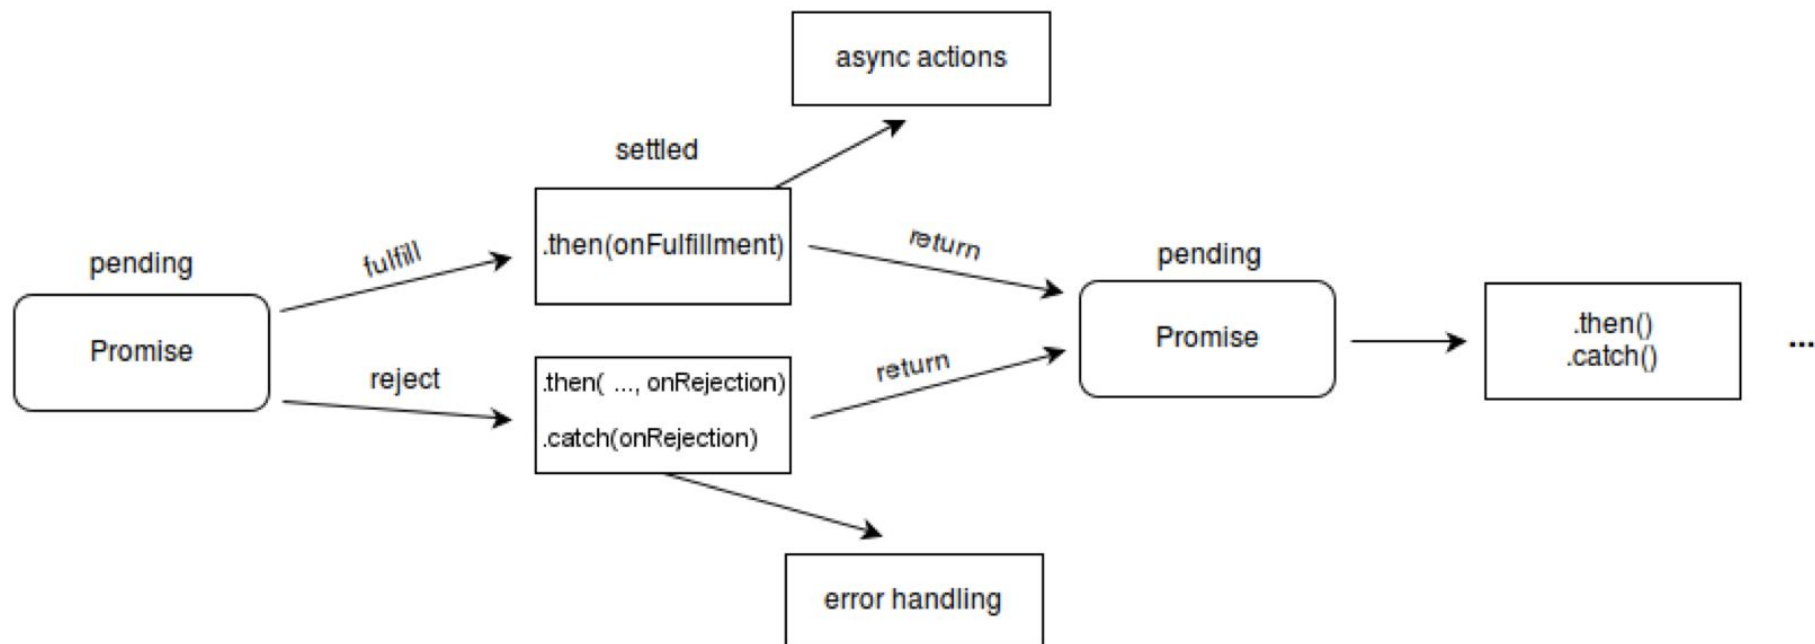 async actions
settled
.then(onFulfillment)
return
pending
fulfill
pending
Promise
Promise
.then()
.catch()
...
reject
.then( ..., onRejection)
.catch(onRejection)
return
error handling